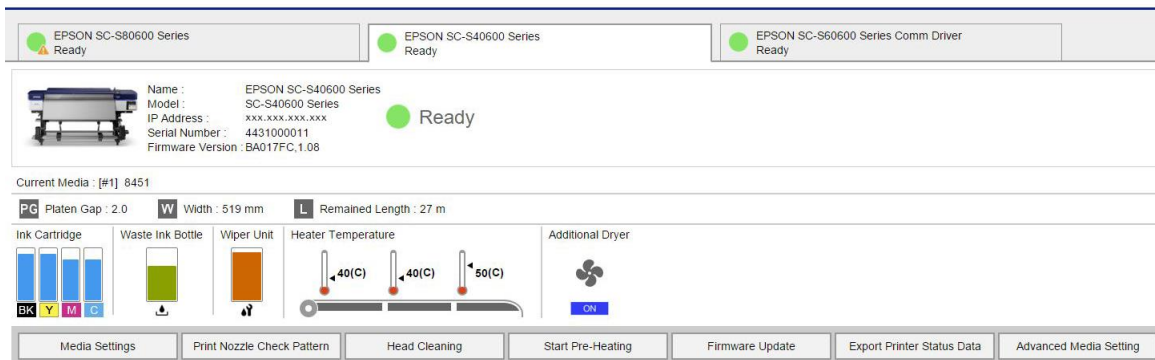 EPSON SC-S80600 Series
Ready
EPSON SC-S40600 Series
Ready
EPSON SC-S60600 Series Comm Driver
Ready
Name : EPSON SC-S40600 Series
Model : SC-S40600 Series
IP Address : xxx.xxx.xxx.xxx
Serial Number : 4431000011
Firmware Version : BA017FC,1.08
Ready
Current Media : [#1] 8451
PG Platen Gap : 2.0 W Width : 519 mm L Remained Length : 27 m
Ink Cartridge Waste Ink Bottle Wiper Unit Heater Temperature Additional Dryer
40(C) 40(C) 50(C)
BK Y M C ON
Media Settings Print Nozzle Check Pattern Head Cleaning Start Pre-Heating Firmware Update Export Printer Status Data Advanced Media Setting